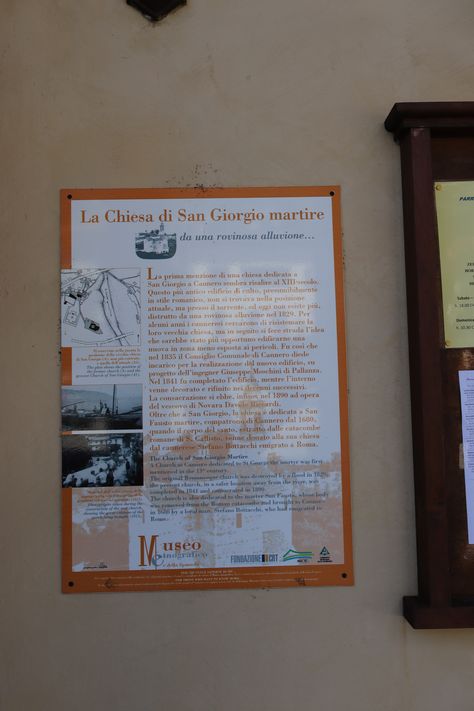 La Chiesa di San Giorgio martire
da una rovinosa alluvione...
La prima menzione di una chiesa dedicata a
San Giorgio a Cannero sembra risalire al XIII secolo.
Questo più antico edificio di culto, presumibilmente
in stile romanico, non si trovava nella posizione
attuale, ma presso il torrente, ed oggi non esiste più,
distrutto da una rovinosa alluvione nel 1829. Per
alcuni anni i canneresi cercarono di risistemare la
loro vecchia chiesa, ma in seguito si fece strada l'idea
che sarebbe stato più opportuno edificarne una
nuova in zona meno esposta ai pericoli. Fu così che
nel 1835 il Consiglio Comunale di Cannero diede
incarico per la realizzazione del nuovo edificio, su
progetto dell'ingegner Giuseppe Moschini di Pallanza.
Nel 1841 fu completato l'edificio, mentre l'interno
venne decorato e rifinito nei decenni successivi.
La consacrazione si ebbe, infine, nel 1890 ad opera
del vescovo di Novara Davide Riccardi.
Oltre che a San Giorgio, la chiesa è dedicata a San
Fausto martire, compatrono di Cannero dal 1680,
quando il corpo del santo, estratto dalle catacombe
romane di S. Callisto, venne donato alla sua chiesa
dal cannerese Stefano Bottacchi emigrato a Roma.
The Church of San Giorgio Martire
A Church at Cannero dedicated to St George the martyr was first
mentioned in the 13th century.
The original Romanesque church was destroyed by a flood in 1829
the present church, in a safer location away from the river, was
completed in 1841 and consecrated in 1890.
The church is also dedicated to the martyr San Fausto, whose body
was removed from the Roman catacomb and brought to Cannero
in 1680 by a local man, Stefano Bottacchi, who had emigrated to
Rome.
Museo
Etnografico
e della Spazzola
FONDAZIONE CRT
PARR